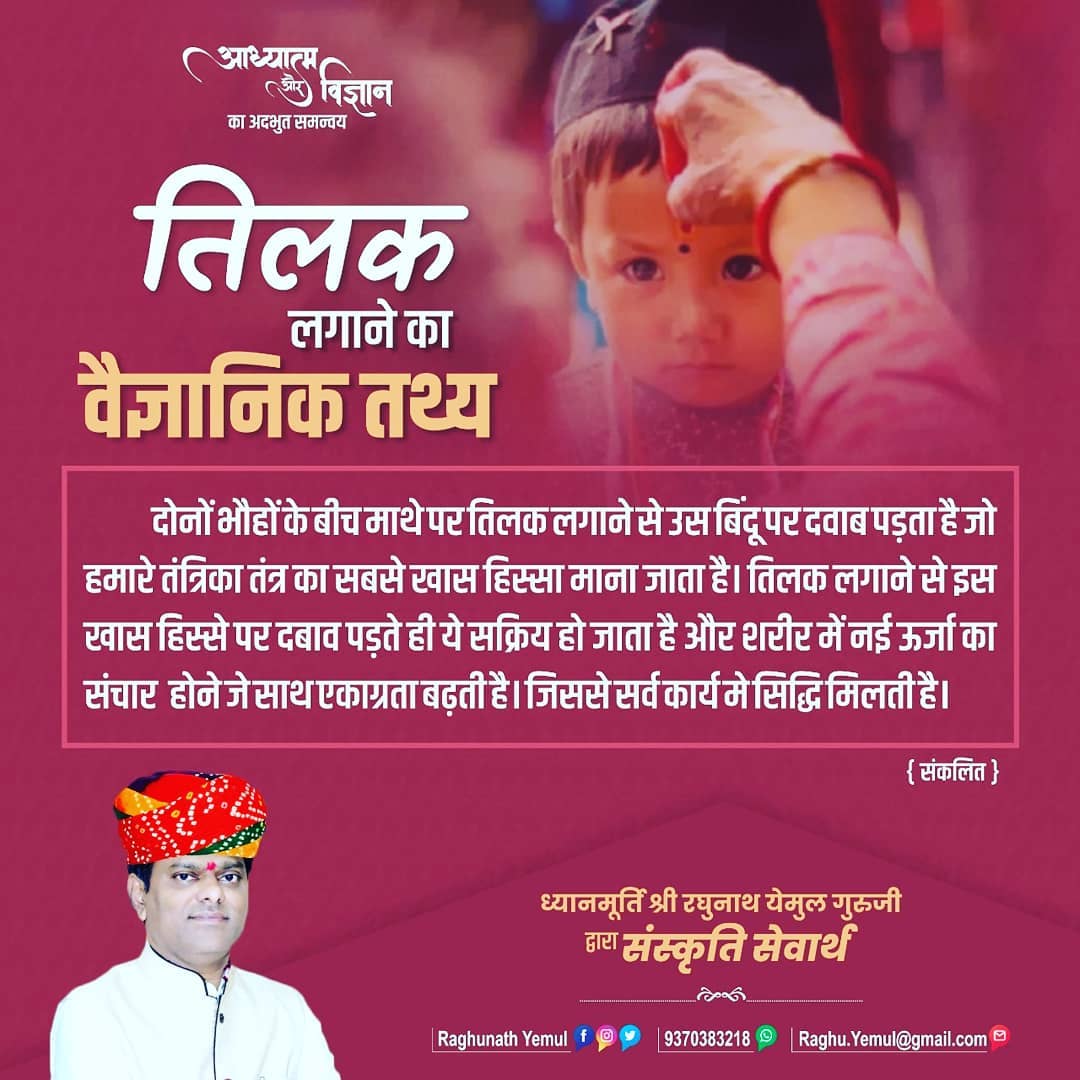 आध्यात्म
और
विज्ञान
का अदभुत समन्वय
तिलक
लगाने का
वैज्ञानिक तथ्य
दोनों भौहों के बीच माथे पर तिलक लगाने से उस बिंदू पर दवाब पड़ता है जो
हमारे तंत्रिका तंत्र का सबसे खास हिस्सा माना जाता है। तिलक लगाने से इस
खास हिस्से पर दबाव पड़ते ही ये सक्रिय हो जाता है और शरीर में नई ऊर्जा का
संचार होने जे साथ एकाग्रता बढ़ती है। जिससे सर्व कार्य मे सिद्धि मिलती है।
{ संकलित }
ध्यानमूर्ति श्री रघुनाथ येमुल गुरुजी
द्वारा संस्कृति सेवार्थ
Raghunath Yemul 9370383218 Raghu.Yemul@gmail.com